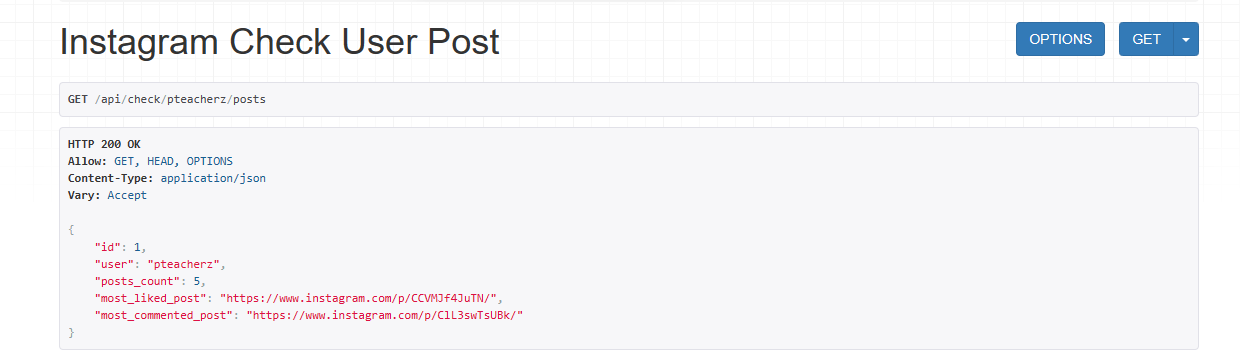 Instagram Check User Post
OPTIONS
GET
GET /api/check/pteacherz/posts
HTTP 200 OK
Allow: GET, HEAD, OPTIONS
Content-Type: application/json
Vary: Accept
{
    "id": 1,
    "user": "pteacherz",
    "posts_count": 5,
    "most_liked_post": "https://www.instagram.com/p/CCVMJf4JuTN/",
    "most_commented_post": "https://www.instagram.com/p/ClL3swTsUBk/"
}